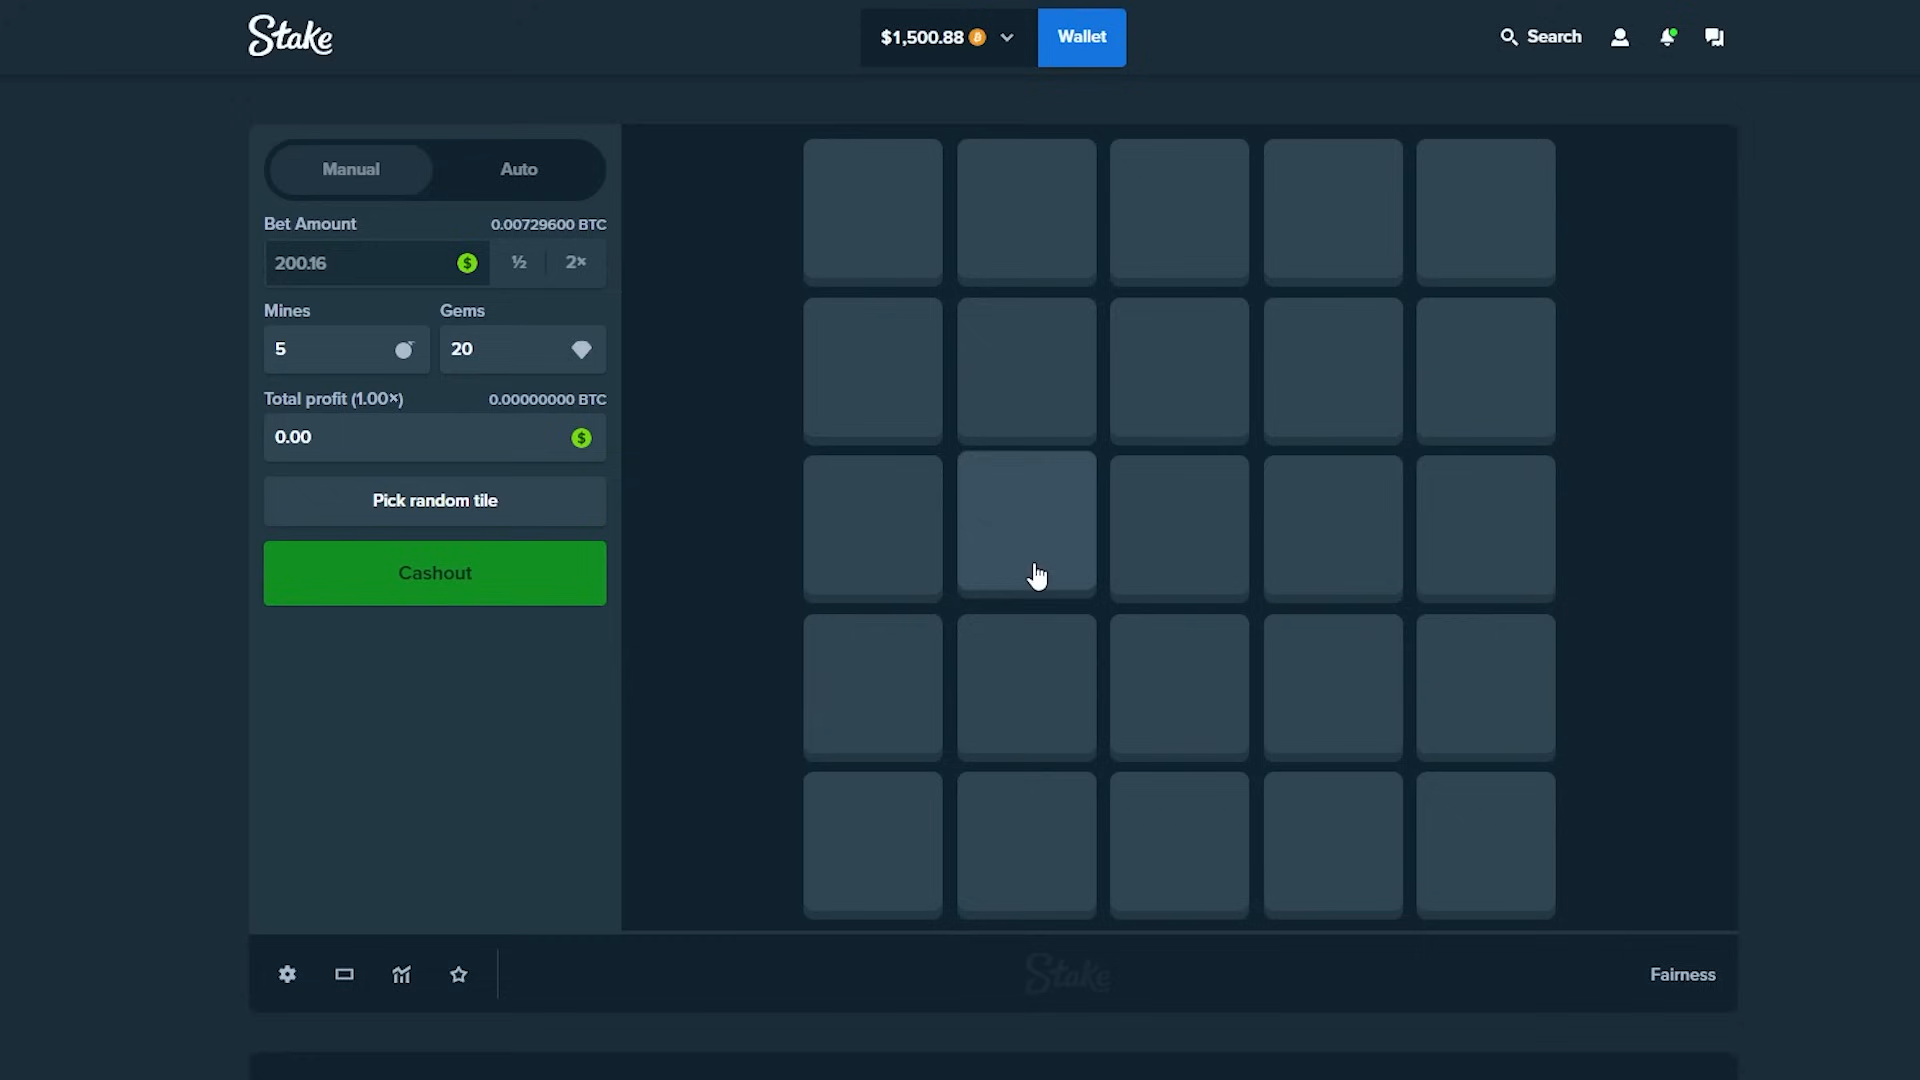 Stake
$1,500.88
Wallet
Search
Manual
Auto
Bet Amount
0.00729600 BTC
200.16
½
2×
Mines
Gems
5
20
Total profit (1.00×)
0.00000000 BTC
0.00
Pick random tile
Cashout
Stake
Fairness